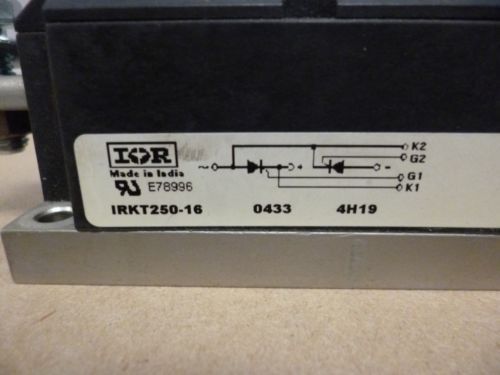 IOR
Made in India
E78996
IRKT250-16 0433 4H19
~ + -
K2
G2
G1
K1